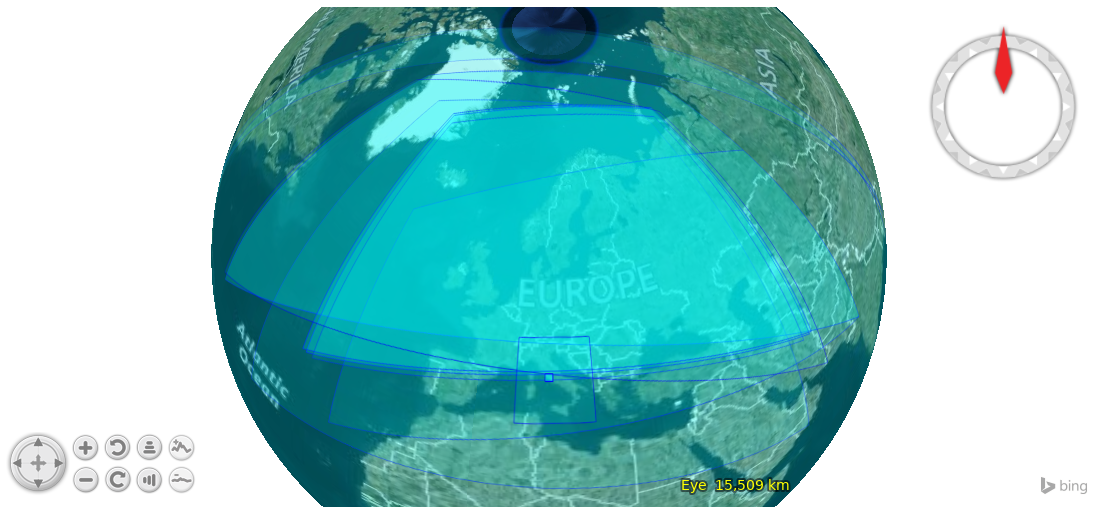 AMERICA
ASIA
EUROPE
Atlantic
Ocean
Eye 15,509 km
bing